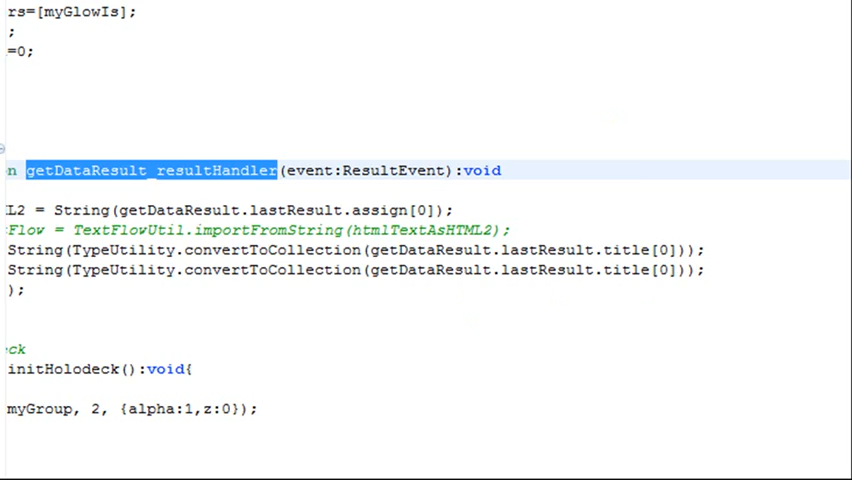 rs=[myGlowIs];
;
=0;
n getDataResult_resultHandler(event:ResultEvent):void
L2 = String(getDataResult.lastResult.assign[0]);
Flow = TextFlowUtil.importFromString(htmlTextAsHTML2);
String(TypeUtility.convertToCollection(getDataResult.lastResult.title[0]));
String(TypeUtility.convertToCollection(getDataResult.lastResult.title[0]));
);
ck
initHolodeck():void{
myGroup, 2, {alpha:1,z:0});